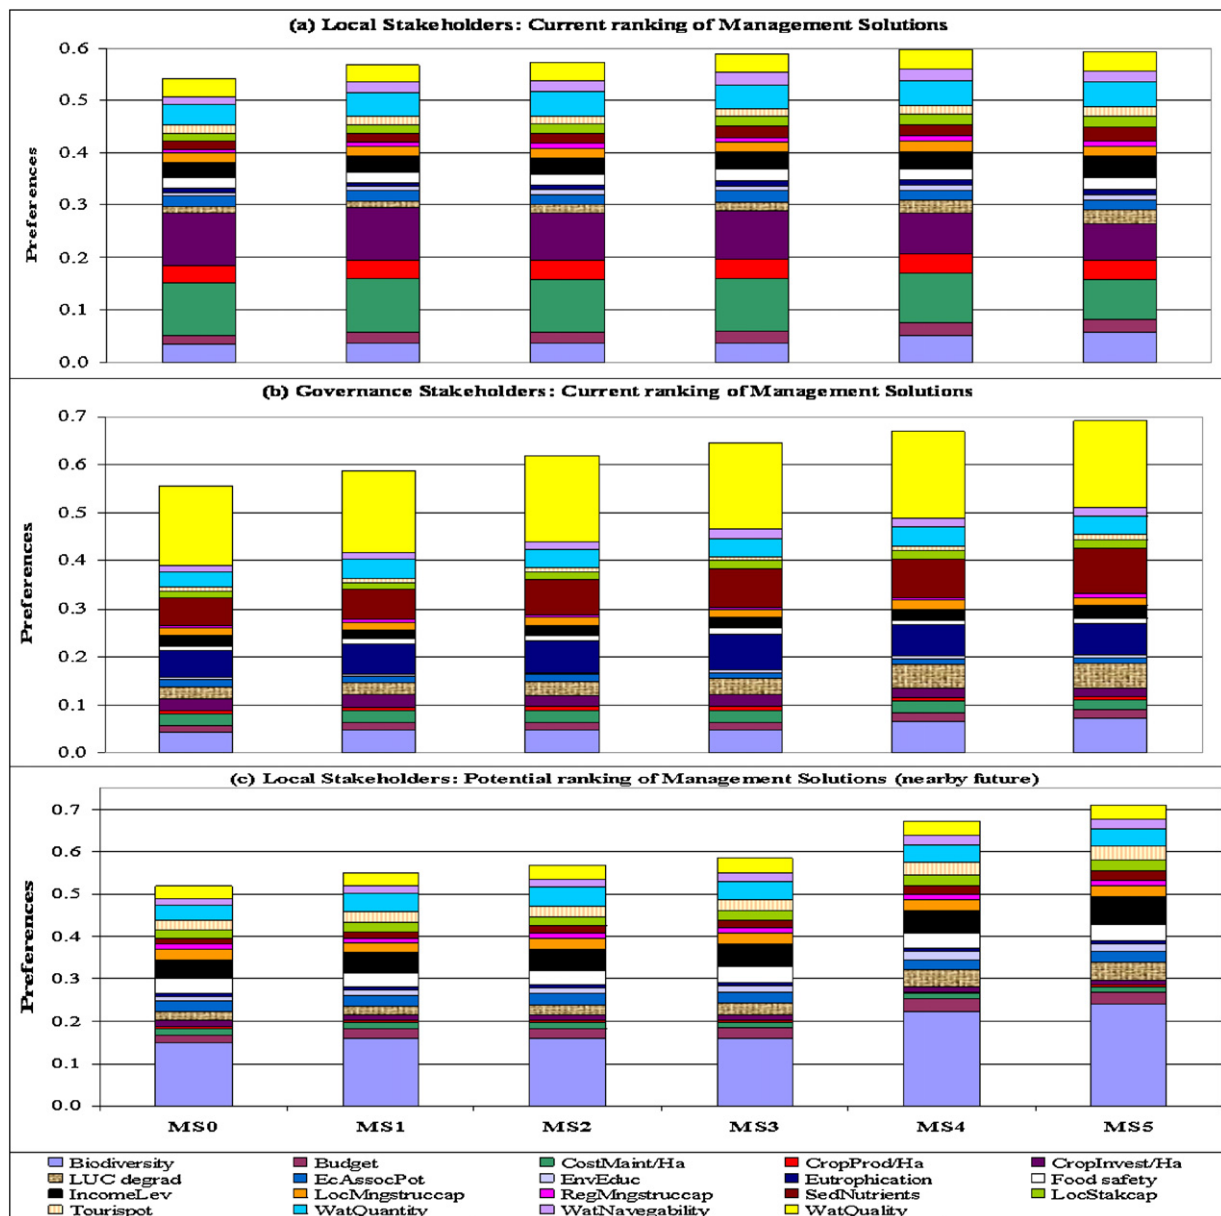 (a) Local Stakeholders: Current ranking of Management Solutions
Preferences
0.6
0.5
0.4
0.3
0.2
0.1
0.0
(b) Governance Stakeholders: Current ranking of Management Solutions
Preferences
0.7
0.6
0.5
0.4
0.3
0.2
0.1
0.0
(c) Local Stakeholders: Potential ranking of Management Solutions (nearby future)
Preferences
0.7
0.6
0.5
0.4
0.3
0.2
0.1
0.0
MS0 MS1 MS2 MS3 MS4 MS5
Biodiversity Budget CostMaint/Ha CropProd/Ha CropInvest/Ha
LUC degrad EcAssocPot EnvEduc Eutrophication Food safety
IncomeLev LocMngstruccap RegMngstruccap SedNutrients LocStakcap
Tourispot WatQuantity WatNavegability WatQuality